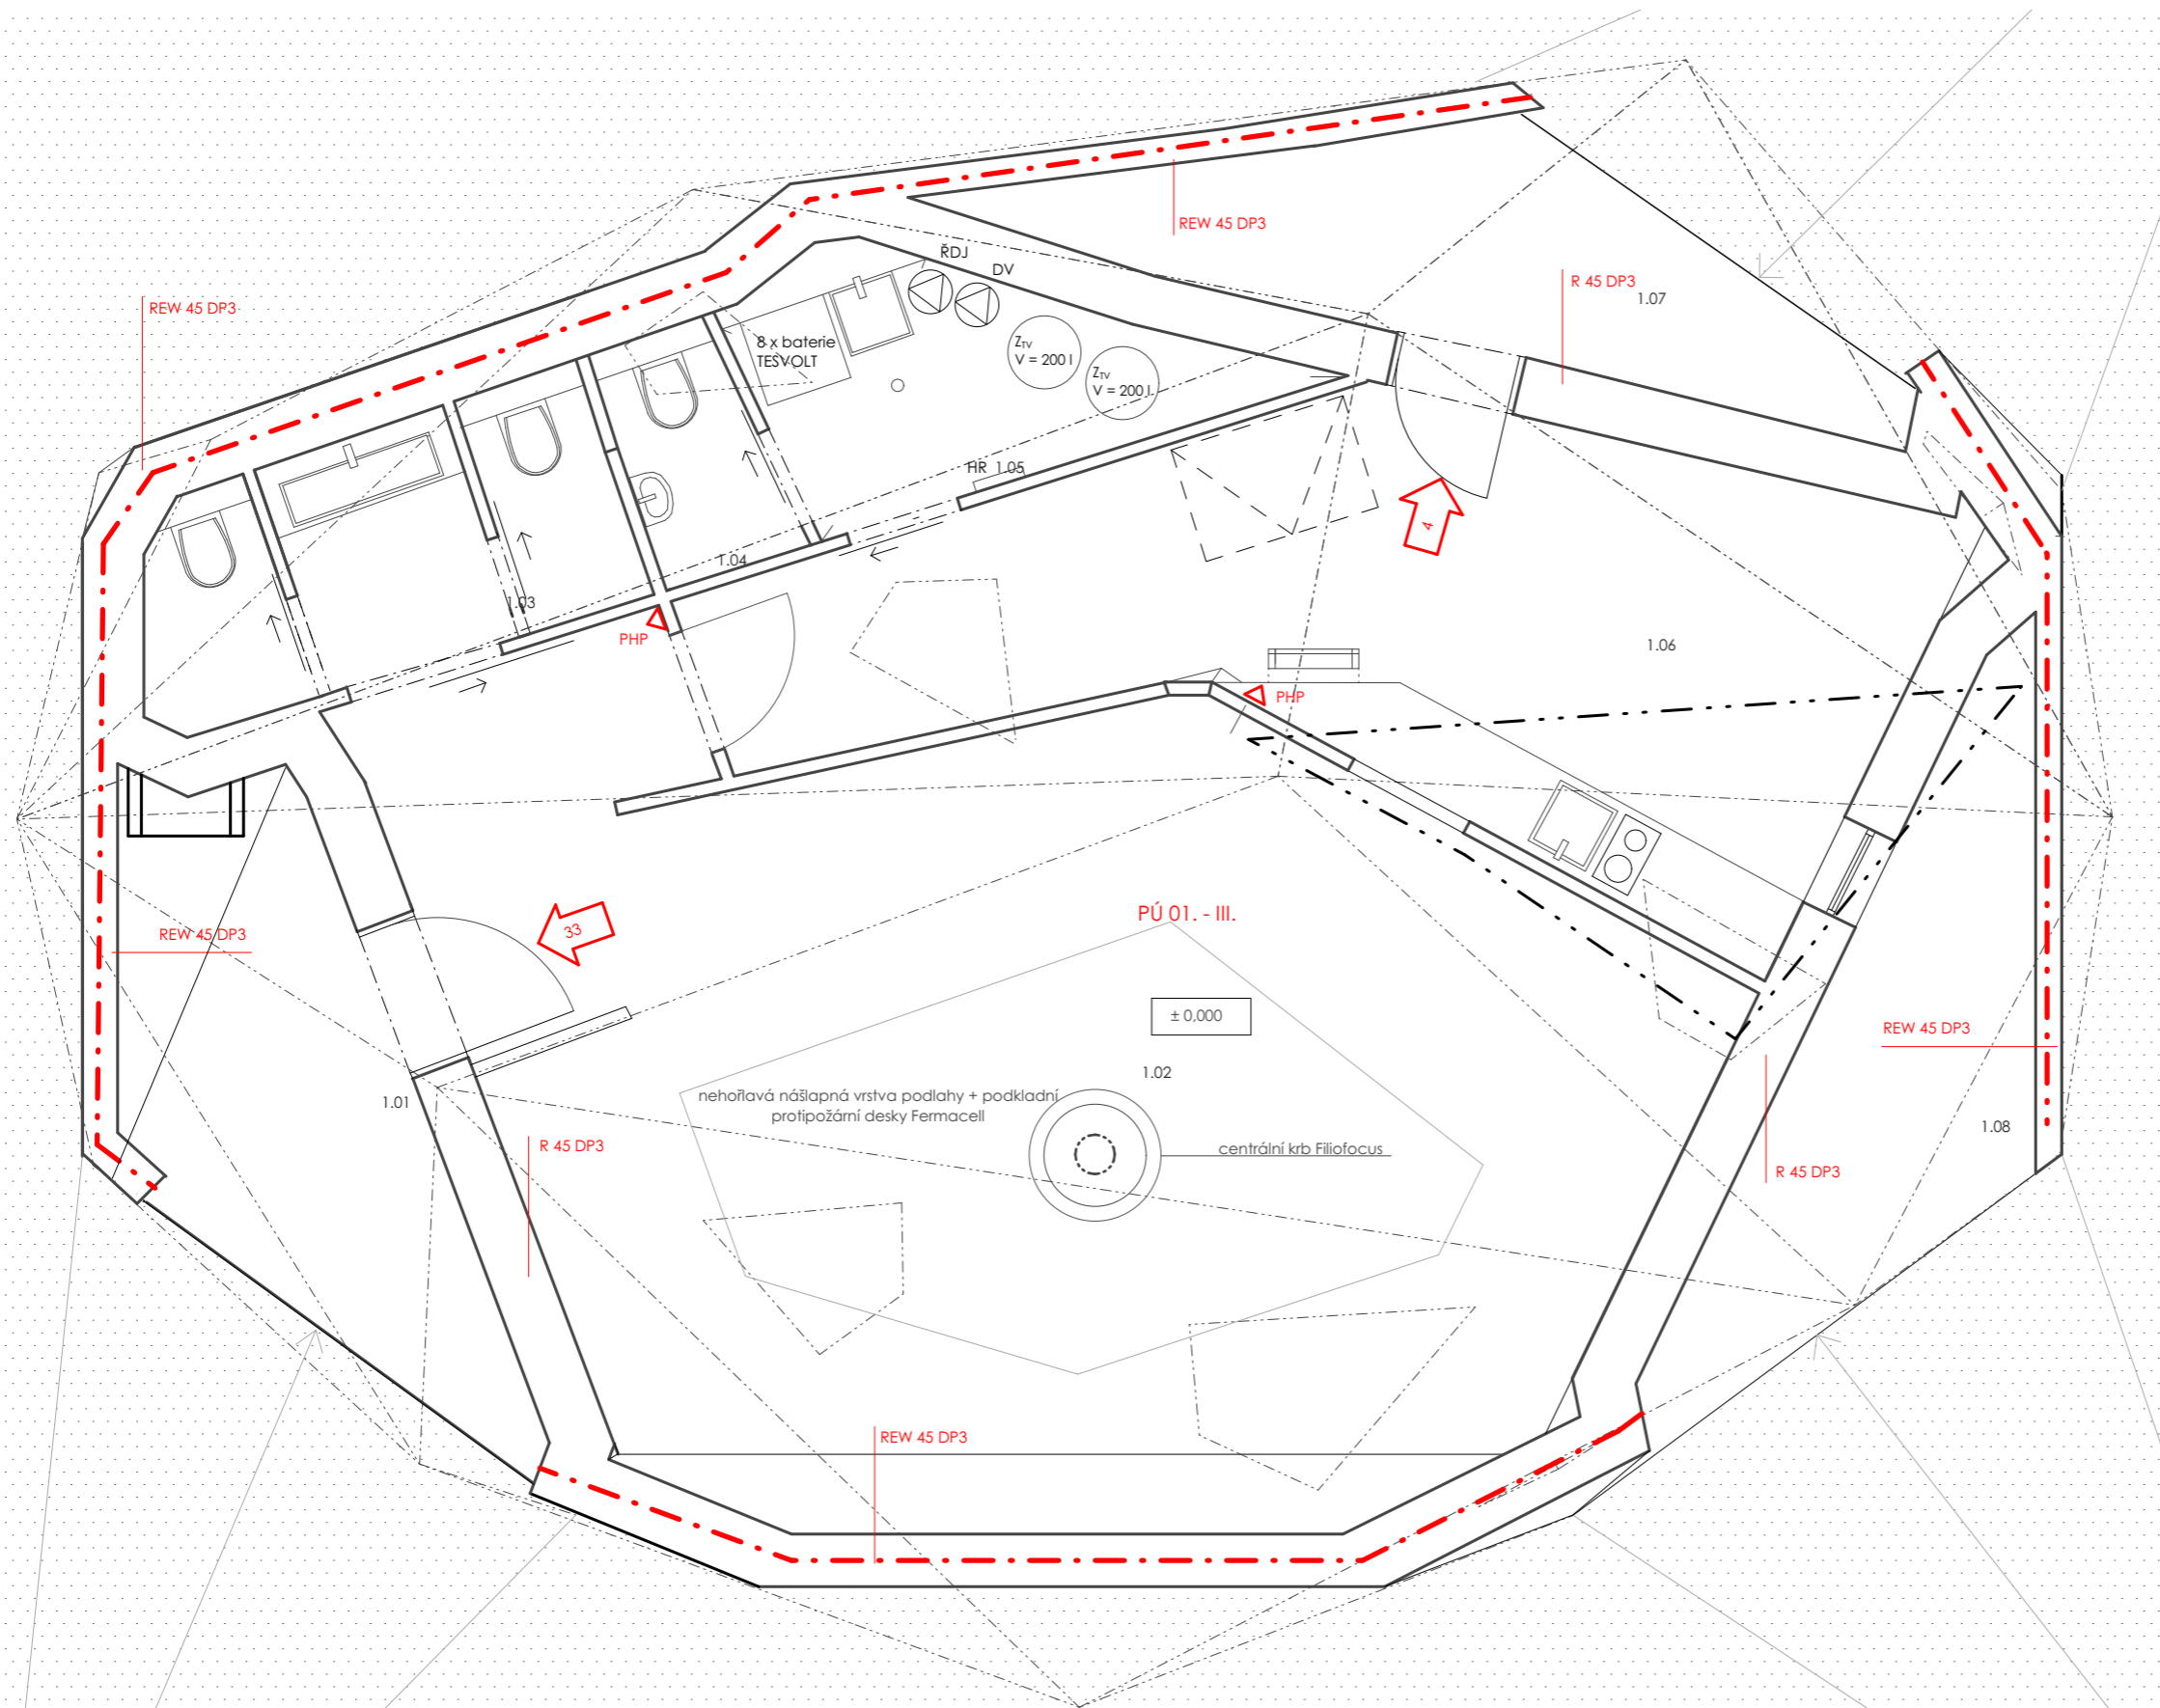 REW 45 DP3
ŘDJ
DV
R 45 DP3
1.07
REW 45 DP3
8 x baterie
TESVOLT
ZTV
V = 200 l
ZTV
V = 200 l
HR 1.05
4
1.04
1.03
PHP
1.06
PHP
PÚ 01. - III.
33
REW 45 DP3
± 0,000
REW 45 DP3
1.02
1.01
nehořlavá nášlapná vrstva podlahy + podkladní
protipožární desky Fermacell
1.08
R 45 DP3
centrální krb Filiofocus
R 45 DP3
REW 45 DP3